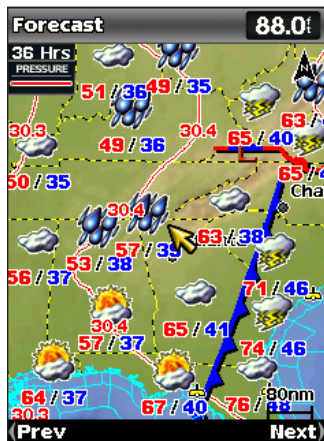 Forecast
88.0f
36 Hrs
PRESSURE
51 / 36
49 / 35
63 /
30.3
30.4
49 / 36
65 / 40
50 / 35
65 /
Cha
30.4
63 / 38
57 / 39
53 / 38
56 / 37
71 / 46
30.4
57 / 37
65 / 41
74 / 46
64 / 37
67 / 40
76 / 48
80nm
30.3
Prev
Next